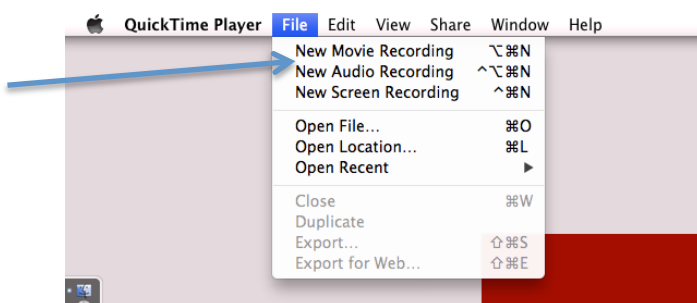 QuickTime Player File Edit View Share Window Help
New Movie Recording ⌥⌘N
New Audio Recording ^⌥⌘N
New Screen Recording ^⌘N
Open File... ⌘O
Open Location... ⌘L
Open Recent ▶
Close ⌘W
Duplicate
Export... ⇧⌘S
Export for Web... ⇧⌘E